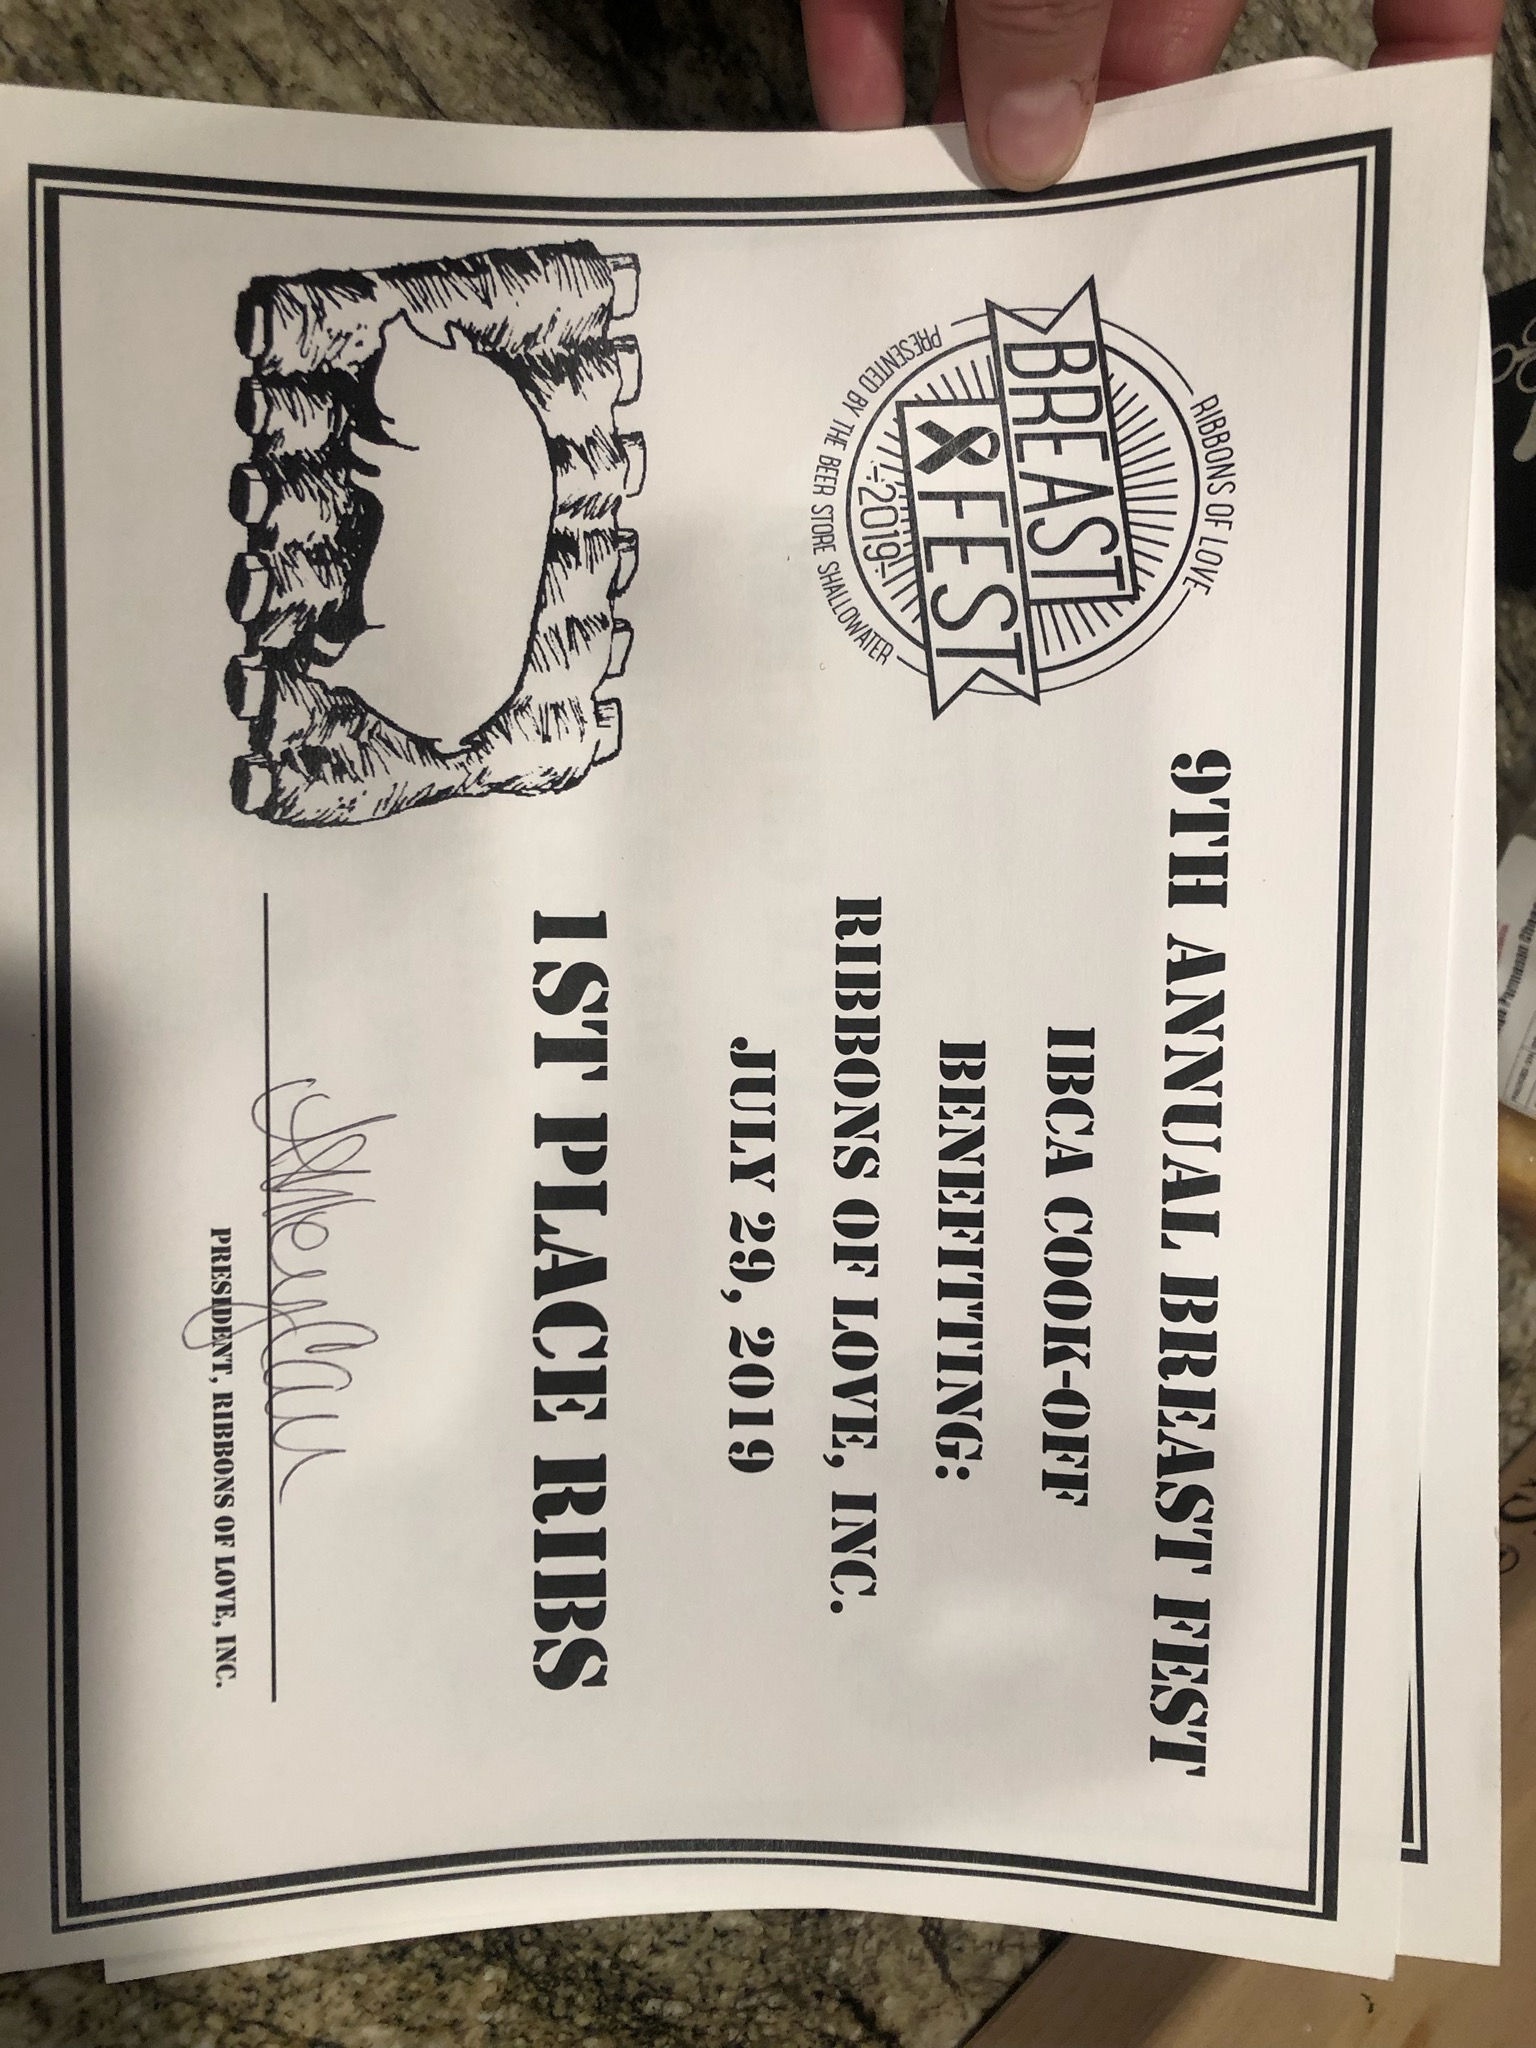 RIBBONS OF LOVE
BREAST
FEST
2019
PRESENTED BY THE BEER STORE SHALLOWATER
9TH ANNUAL BREAST FEST
IBCA COOK-OFF
BENEFITTING:
RIBBONS OF LOVE, INC.
JULY 29, 2019
1ST PLACE RIBS
PRESIDENT, RIBBONS OF LOVE, INC.